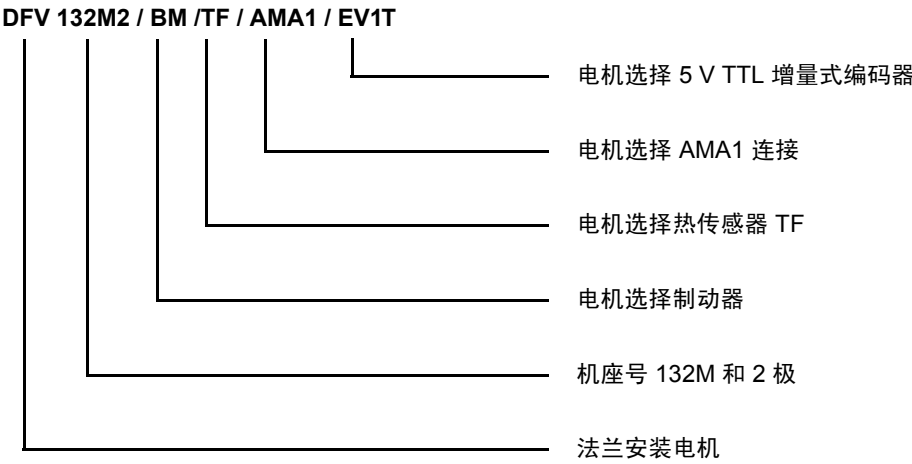 DFV 132M2 / BM /TF / AMA1 / EV1T
电机选择 5 V TTL 增量式编码器
电机选择 AMA1 连接
电机选择热传感器 TF
电机选择制动器
机座号 132M 和 2 极
法兰安装电机